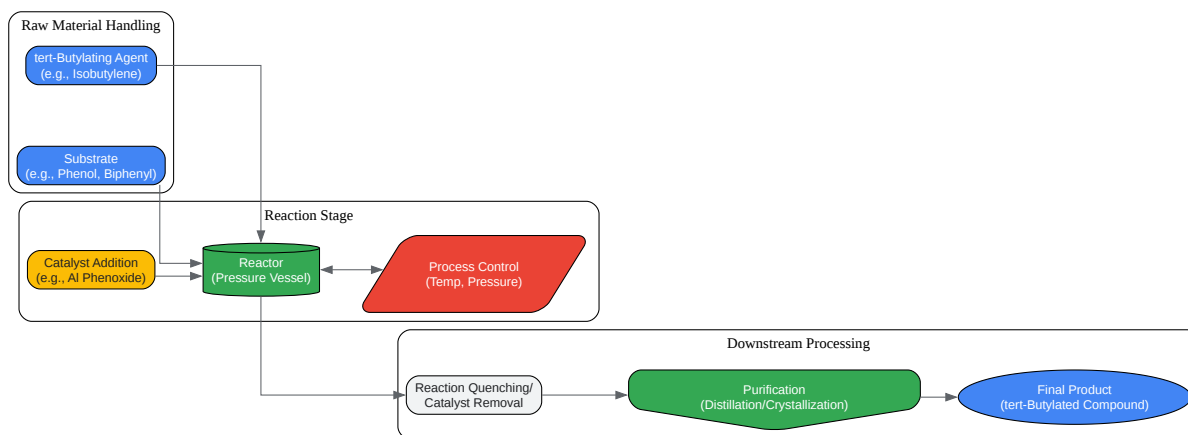 Raw Material Handling
tert-Butylating Agent
(e.g., Isobutylene)
Substrate
(e.g., Phenol, Biphenyl)
Reaction Stage
Catalyst Addition
(e.g., Al Phenoxide)
Reactor
(Pressure Vessel)
Process Control
(Temp, Pressure)
Downstream Processing
Reaction Quenching/
Catalyst Removal
Purification
(Distillation/Crystallization)
Final Product
(tert-Butylated Compound)